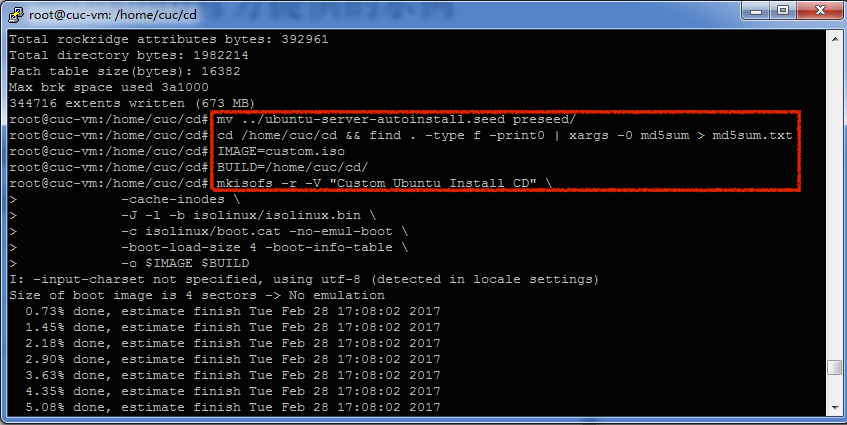 root@cuc-vm: /home/cuc/cd
Total rockridge attributes bytes: 392961
Total directory bytes: 1982214
Path table size(bytes): 16382
Max brk space used 3a1000
344716 extents written (673 MB)
root@cuc-vm:/home/cuc/cd# mv ../ubuntu-server-autoinstall.seed preseed/
root@cuc-vm:/home/cuc/cd# cd /home/cuc/cd && find . -type f -print0 | xargs -0 md5sum > md5sum.txt
root@cuc-vm:/home/cuc/cd# IMAGE=custom.iso
root@cuc-vm:/home/cuc/cd# BUILD=/home/cuc/cd/
root@cuc-vm:/home/cuc/cd# mkisofs -r -V "Custom Ubuntu Install CD" \
> -cache-inodes \
> -J -l -b isolinux/isolinux.bin \
> -c isolinux/boot.cat -no-emul-boot \
> -boot-load-size 4 -boot-info-table \
> -o $IMAGE $BUILD
I: -input-charset not specified, using utf-8 (detected in locale settings)
Size of boot image is 4 sectors -> No emulation
0.73% done, estimate finish Tue Feb 28 17:08:02 2017
1.45% done, estimate finish Tue Feb 28 17:08:02 2017
2.18% done, estimate finish Tue Feb 28 17:08:02 2017
2.90% done, estimate finish Tue Feb 28 17:08:02 2017
3.63% done, estimate finish Tue Feb 28 17:08:02 2017
4.35% done, estimate finish Tue Feb 28 17:08:02 2017
5.08% done, estimate finish Tue Feb 28 17:08:02 2017